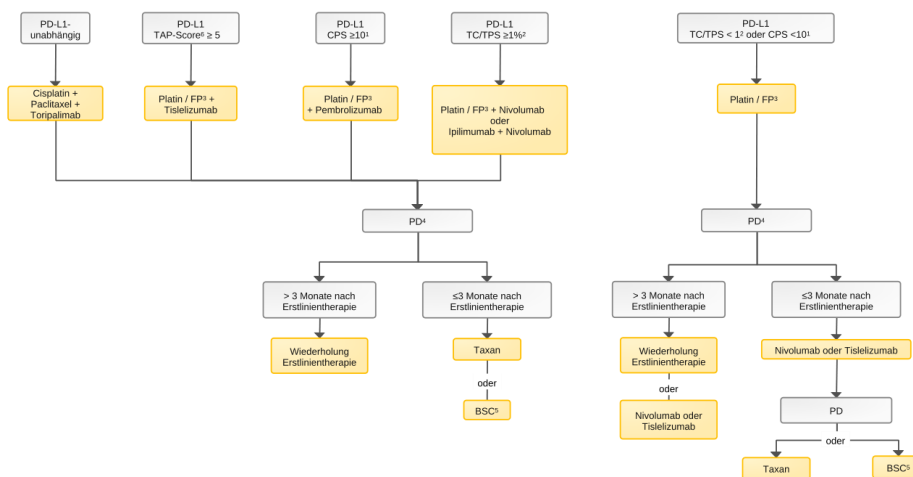 PD-L1-
unabhängig
PD-L1
TAP-Score⁶ ≥ 5
PD-L1
CPS ≥10¹
PD-L1
TC/TPS ≥1%²
PD-L1
TC/TPS < 1² oder CPS <10¹
Cisplatin +
Paclitaxel +
Toripalimab
Platin / FP³ +
Tislelizumab
Platin / FP³
+ Pembrolizumab
Platin / FP³ + Nivolumab
oder
Ipilimumab + Nivolumab
Platin / FP³
PD⁴
PD⁴
> 3 Monate nach
Erstlinientherapie
≤3 Monate nach
Erstlinientherapie
> 3 Monate nach
Erstlinientherapie
≤3 Monate nach
Erstlinientherapie
Wiederholung
Erstlinientherapie
Taxan
oder
BSC⁵
Wiederholung
Erstlinientherapie
oder
Nivolumab oder
Tislelizumab
Nivolumab oder Tislelizumab
PD
oder
Taxan
BSC⁵